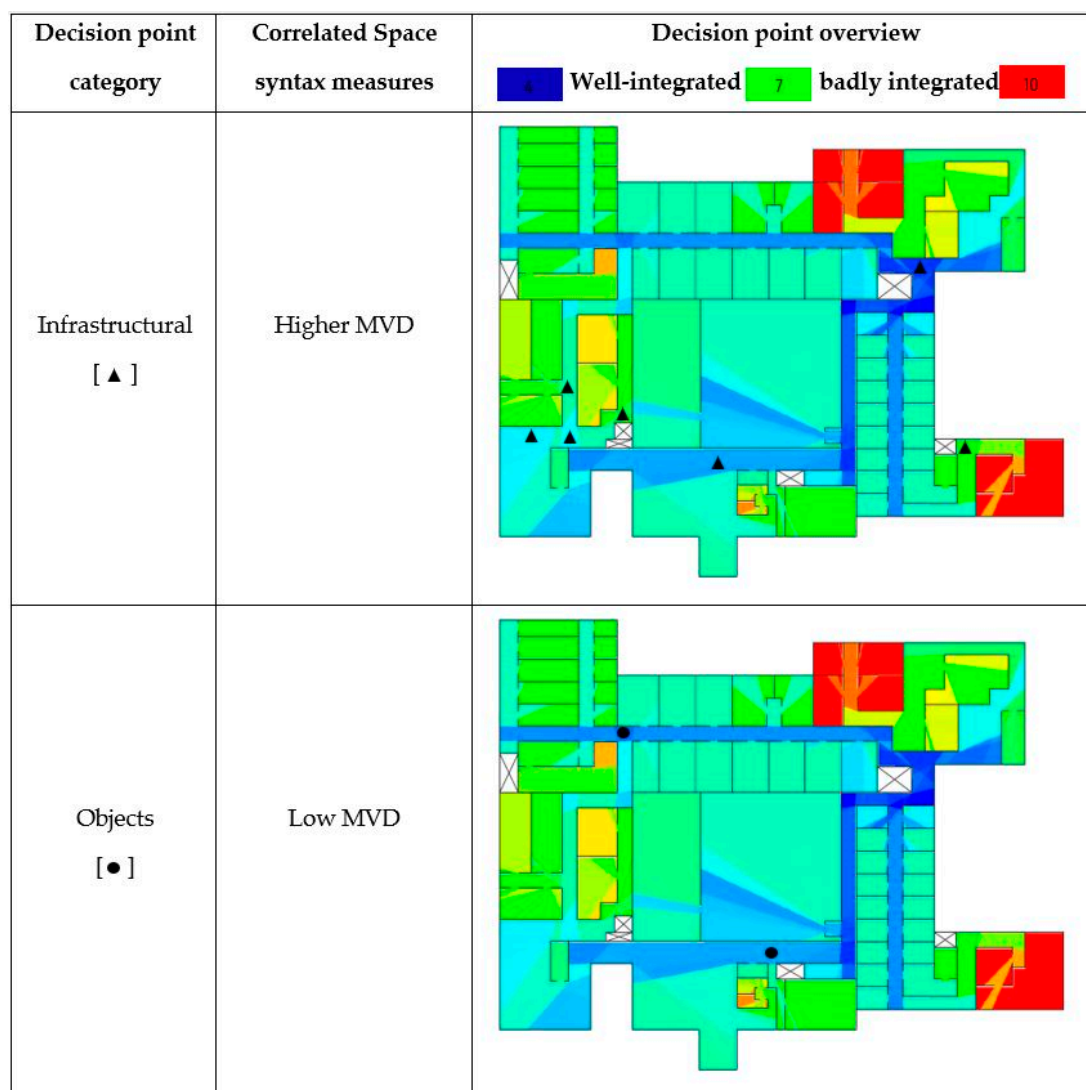 Decision point category
Correlated Space syntax measures
Decision point overview
4 Well-integrated 7 badly integrated 10
Infrastructural
[ ▲ ]
Higher MVD
Objects
[ ● ]
Low MVD